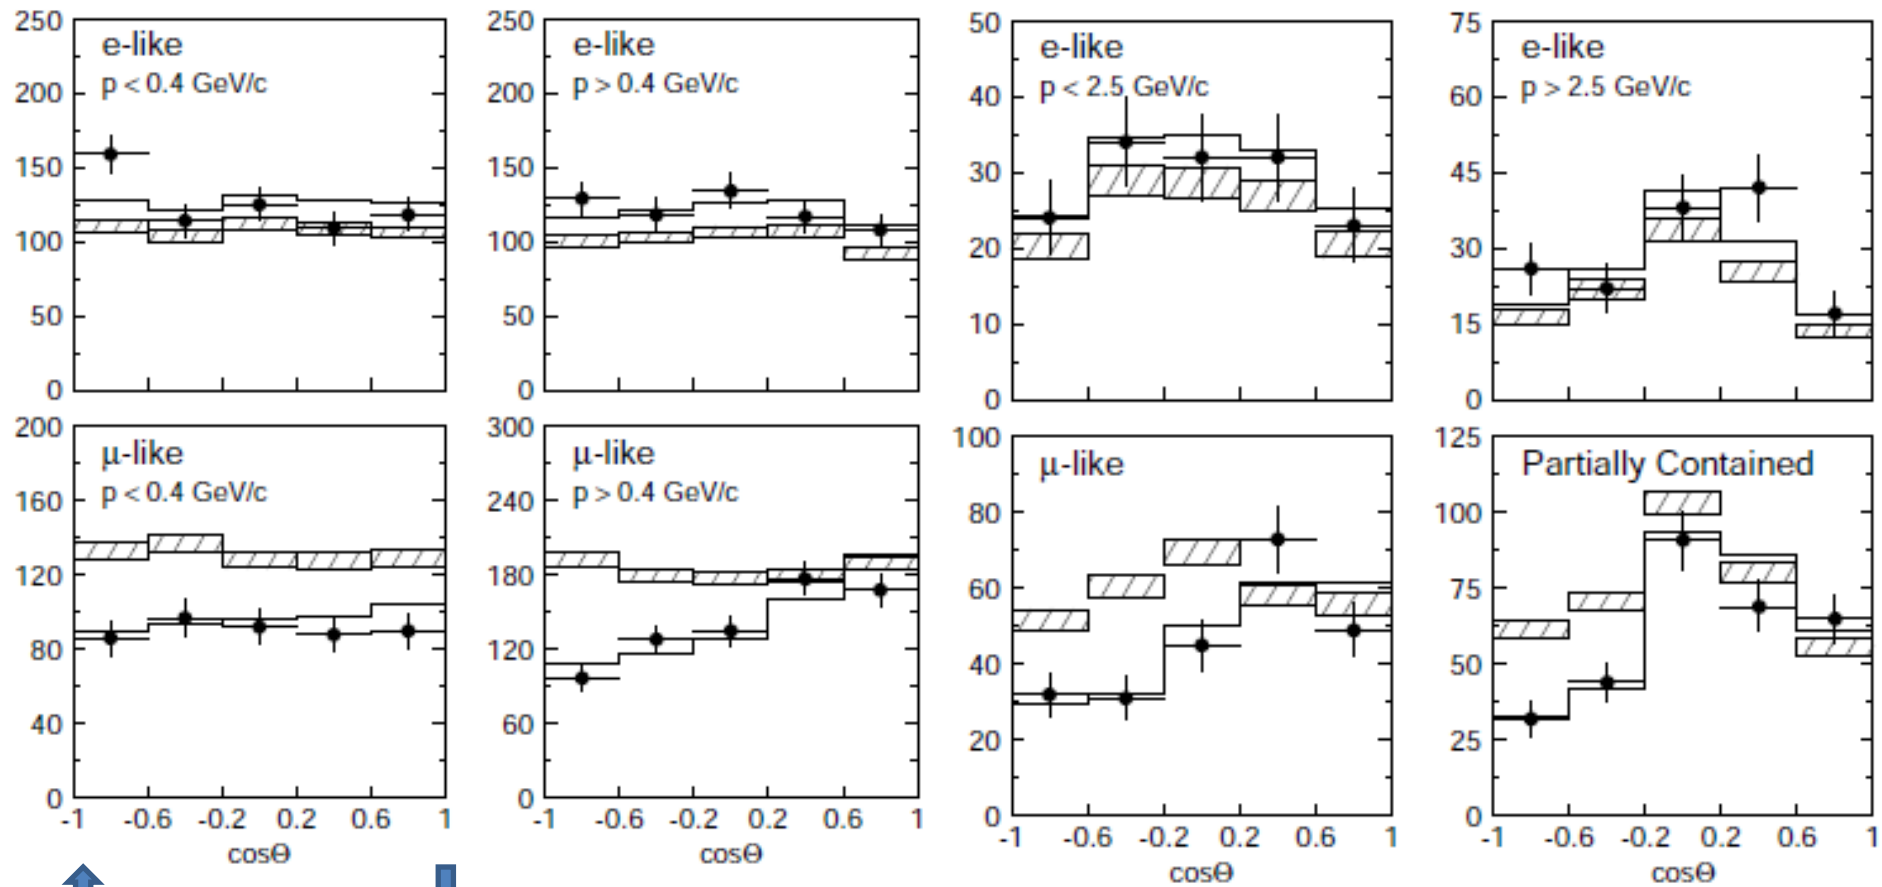 250
200
150
100
50
0
e-like
p < 0.4 GeV/c
250
200
150
100
50
0
e-like
p > 0.4 GeV/c
50
40
30
20
10
0
e-like
p < 2.5 GeV/c
75
60
45
30
15
0
e-like
p > 2.5 GeV/c
200
160
120
80
40
0
μ-like
p < 0.4 GeV/c
-1 -0.6 -0.2 0.2 0.6 1
cosΘ
300
240
180
120
60
0
μ-like
p > 0.4 GeV/c
-1 -0.6 -0.2 0.2 0.6 1
cosΘ
100
80
60
40
20
0
μ-like
-1 -0.6 -0.2 0.2 0.6 1
cosΘ
125
100
75
50
25
0
Partially Contained
-1 -0.6 -0.2 0.2 0.6 1
cosΘ